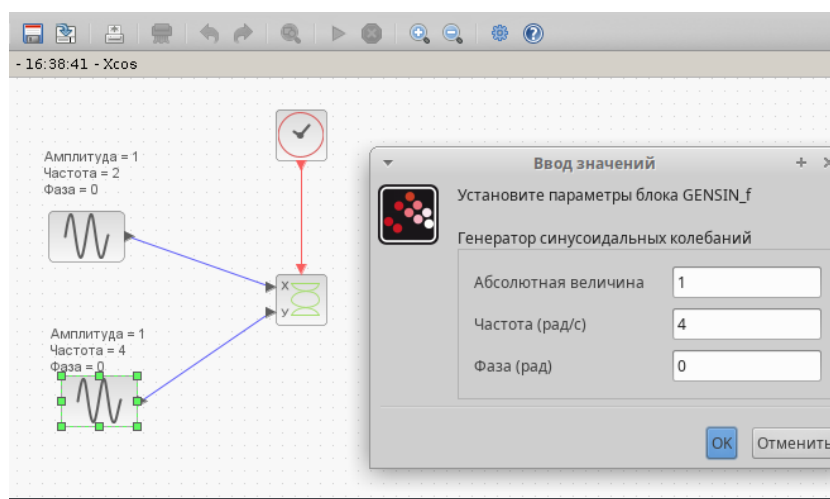 - 16:38:41 - Xcos
Амплитуда = 1
Частота = 2
Фаза = 0
X
У
Амплитуда = 1
Частота = 4
Фаза = 0
Ввод значений
Установите параметры блока GENSIN_f
Генератор синусоидальных колебаний
Абсолютная величина 1
Частота (рад/с) 4
Фаза (рад) 0
OK Отменить